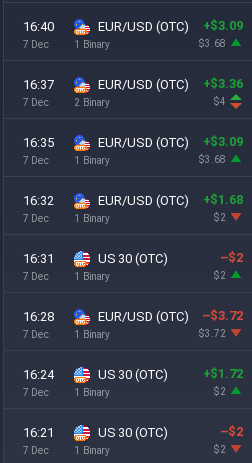 16:40 EUR/USD (OTC) +$3.09
7 Dec 1 Binary $3.68
16:37 EUR/USD (OTC) +$3.36
7 Dec 2 Binary $4
16:35 EUR/USD (OTC) +$3.09
7 Dec 1 Binary $3.68
16:32 EUR/USD (OTC) +$1.68
7 Dec 1 Binary $2
16:31 US 30 (OTC) –$2
7 Dec 1 Binary $2
16:28 EUR/USD (OTC) –$3.72
7 Dec 1 Binary $3.72
16:24 US 30 (OTC) +$1.72
7 Dec 1 Binary $2
16:21 US 30 (OTC) –$2
7 Dec 1 Binary $2